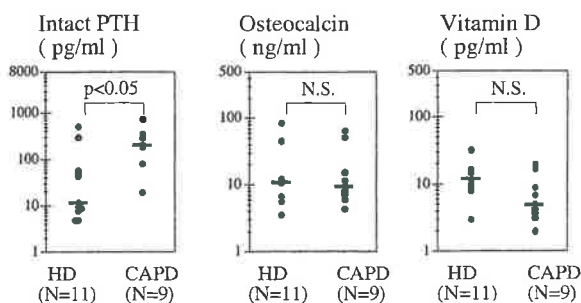 Intact PTH
( pg/ml )
8000
1000
100
10
1
p<0.05
HD
(N=11)
CAPD
(N=9)
Osteocalcin
( ng/ml )
500
100
10
1
N.S.
HD
(N=11)
CAPD
(N=9)
Vitamin D
( pg/ml )
500
100
10
1
N.S.
HD
(N=11)
CAPD
(N=9)